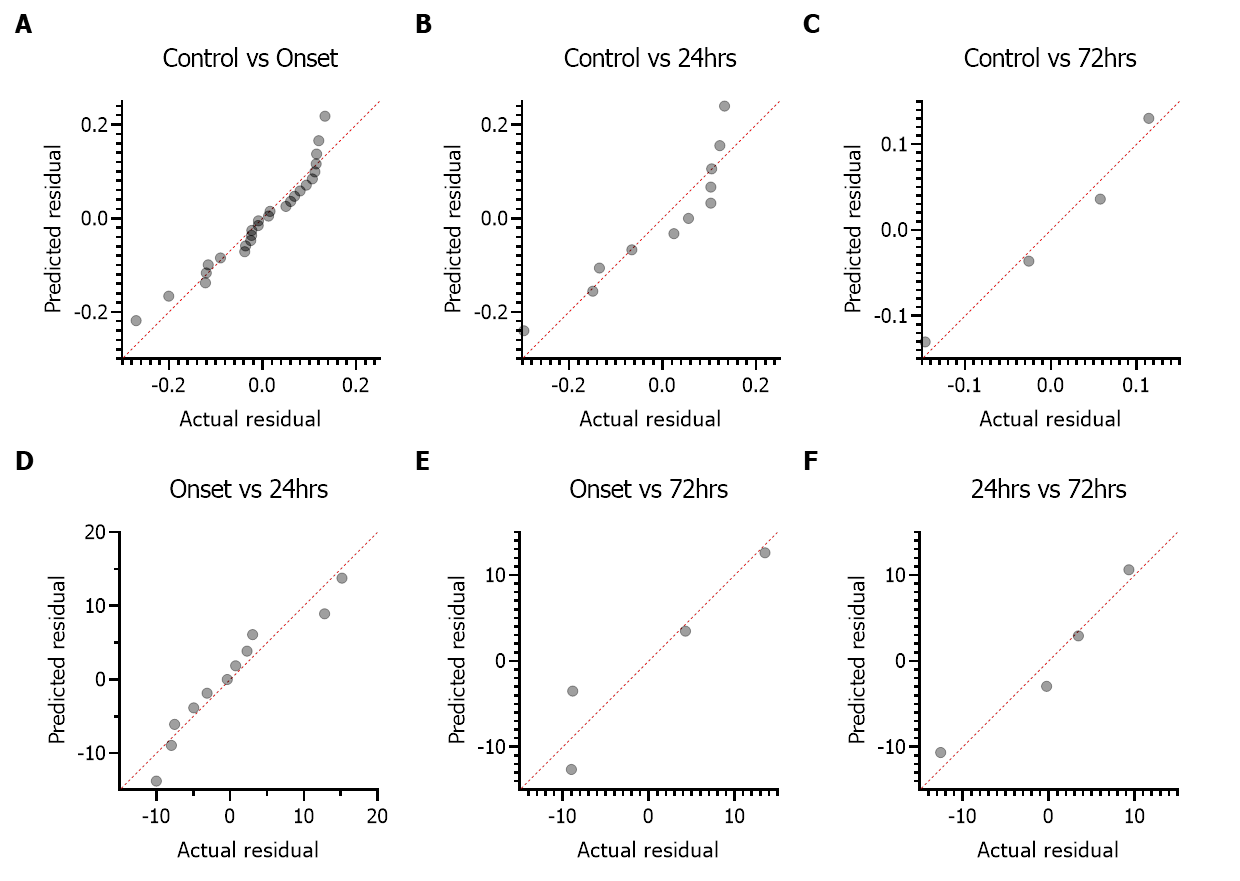 A
B
C
Control vs Onset
Control vs 24hrs
Control vs 72hrs
Predicted residual
0.2
0.0
-0.2
-0.2
0.0
0.2
Actual residual
Predicted residual
0.2
0.0
-0.2
-0.2
0.0
0.2
Actual residual
Predicted residual
0.1
0.0
-0.1
-0.1
0.0
0.1
Actual residual
D
E
F
Onset vs 24hrs
Onset vs 72hrs
24hrs vs 72hrs
Predicted residual
20
10
0
-10
-10
0
10
20
Actual residual
Predicted residual
10
0
-10
-10
0
10
Actual residual
Predicted residual
10
0
-10
-10
0
10
Actual residual